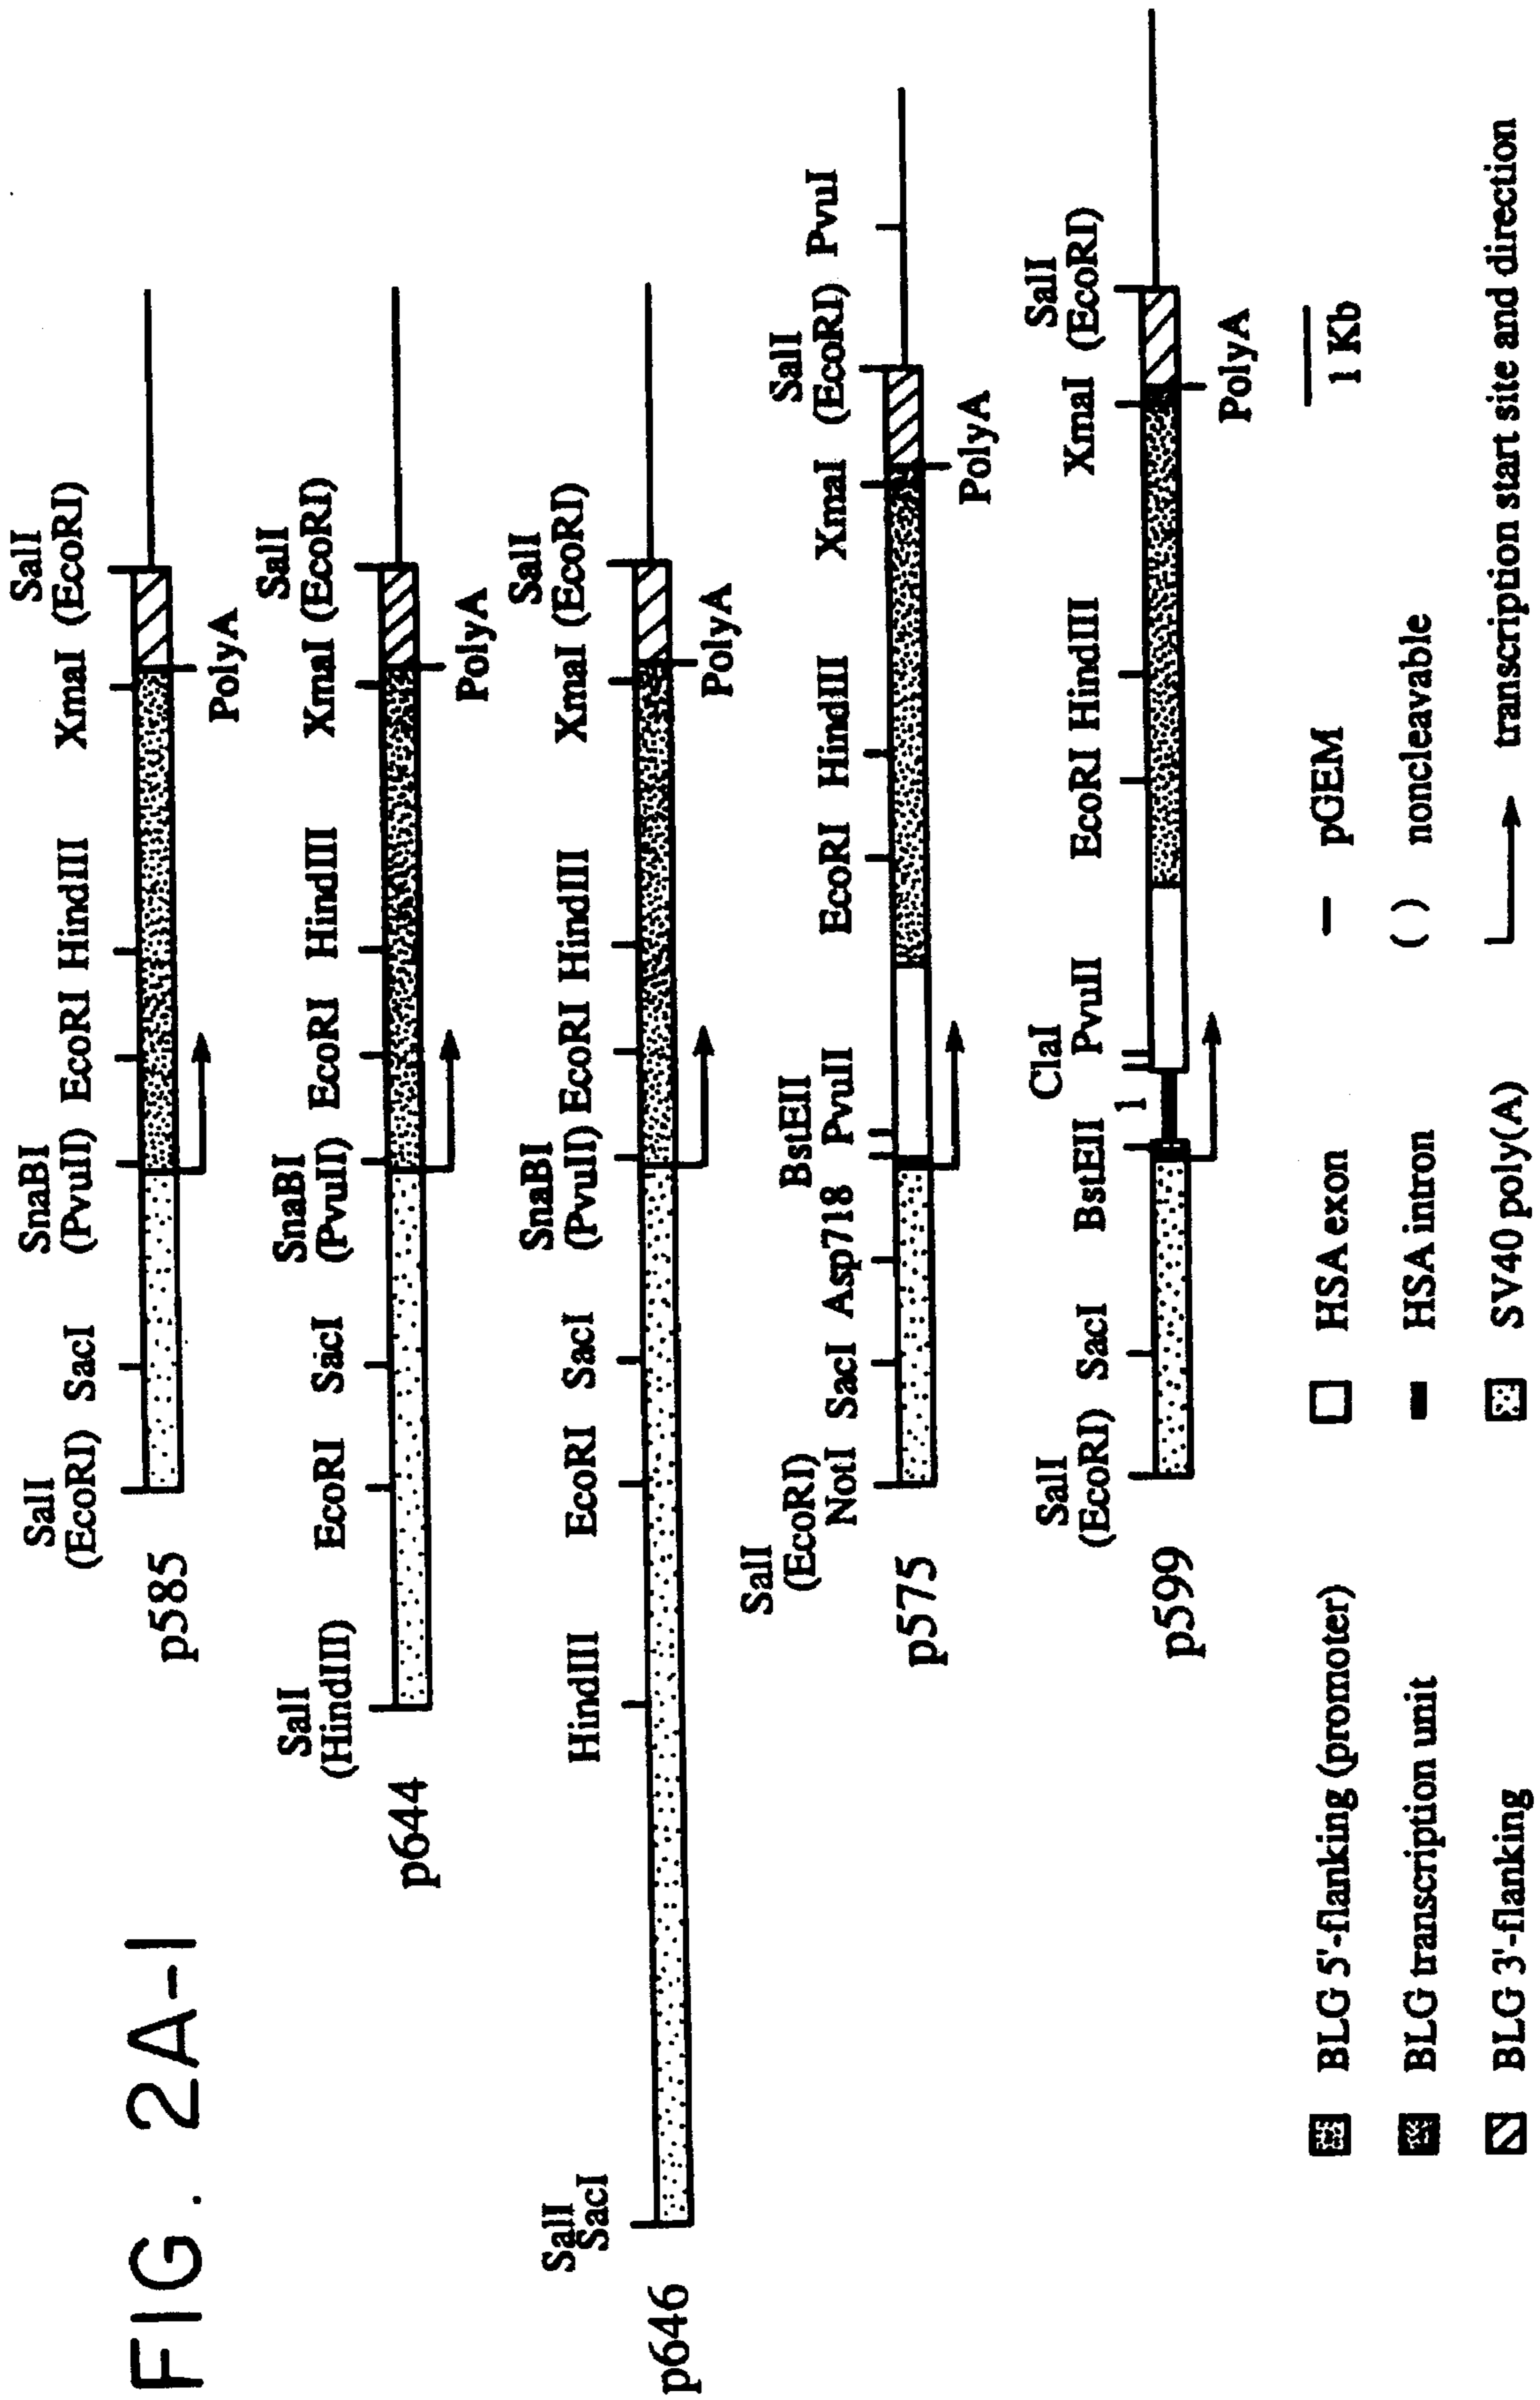 FIG. 2A-1
SalI
SnaBI
SalI
(EcoRI) SacI
(PvuII) EcoRI HindIII
XmaI (EcoRI)
p585
PolyA
SalI
SnaBI
SalI
(HindIII)
EcoRI
SacI
(PvuII)
EcoRI
HindIII
XmaI (EcoRI)
p644
PolyA
SalI
SnaBI
SalI
SacI
HindIII
EcoRI
SacI
(PvuII) EcoRI HindIII
XmaI (EcoRI)
p646
PolyA
SalI
BstEII
SalI
(EcoRI)
NotI SacI Asp718 PvuII
EcoRI HindIII
XmaI (EcoRI) PvuI
p575
PolyA
SalI
ClaI
SalI
(EcoRI) SacI
BstEII 1 PvuII
EcoRI HindIII
XmaI (EcoRI)
p599
PolyA
BLG 5'-flanking (promoter)
HSA exon
pGEM
1 Kb
BLG transcription unit
HSA intron
( ) noncleavable
BLG 3'-flanking
SV40 poly(A)
transcription start site and direction